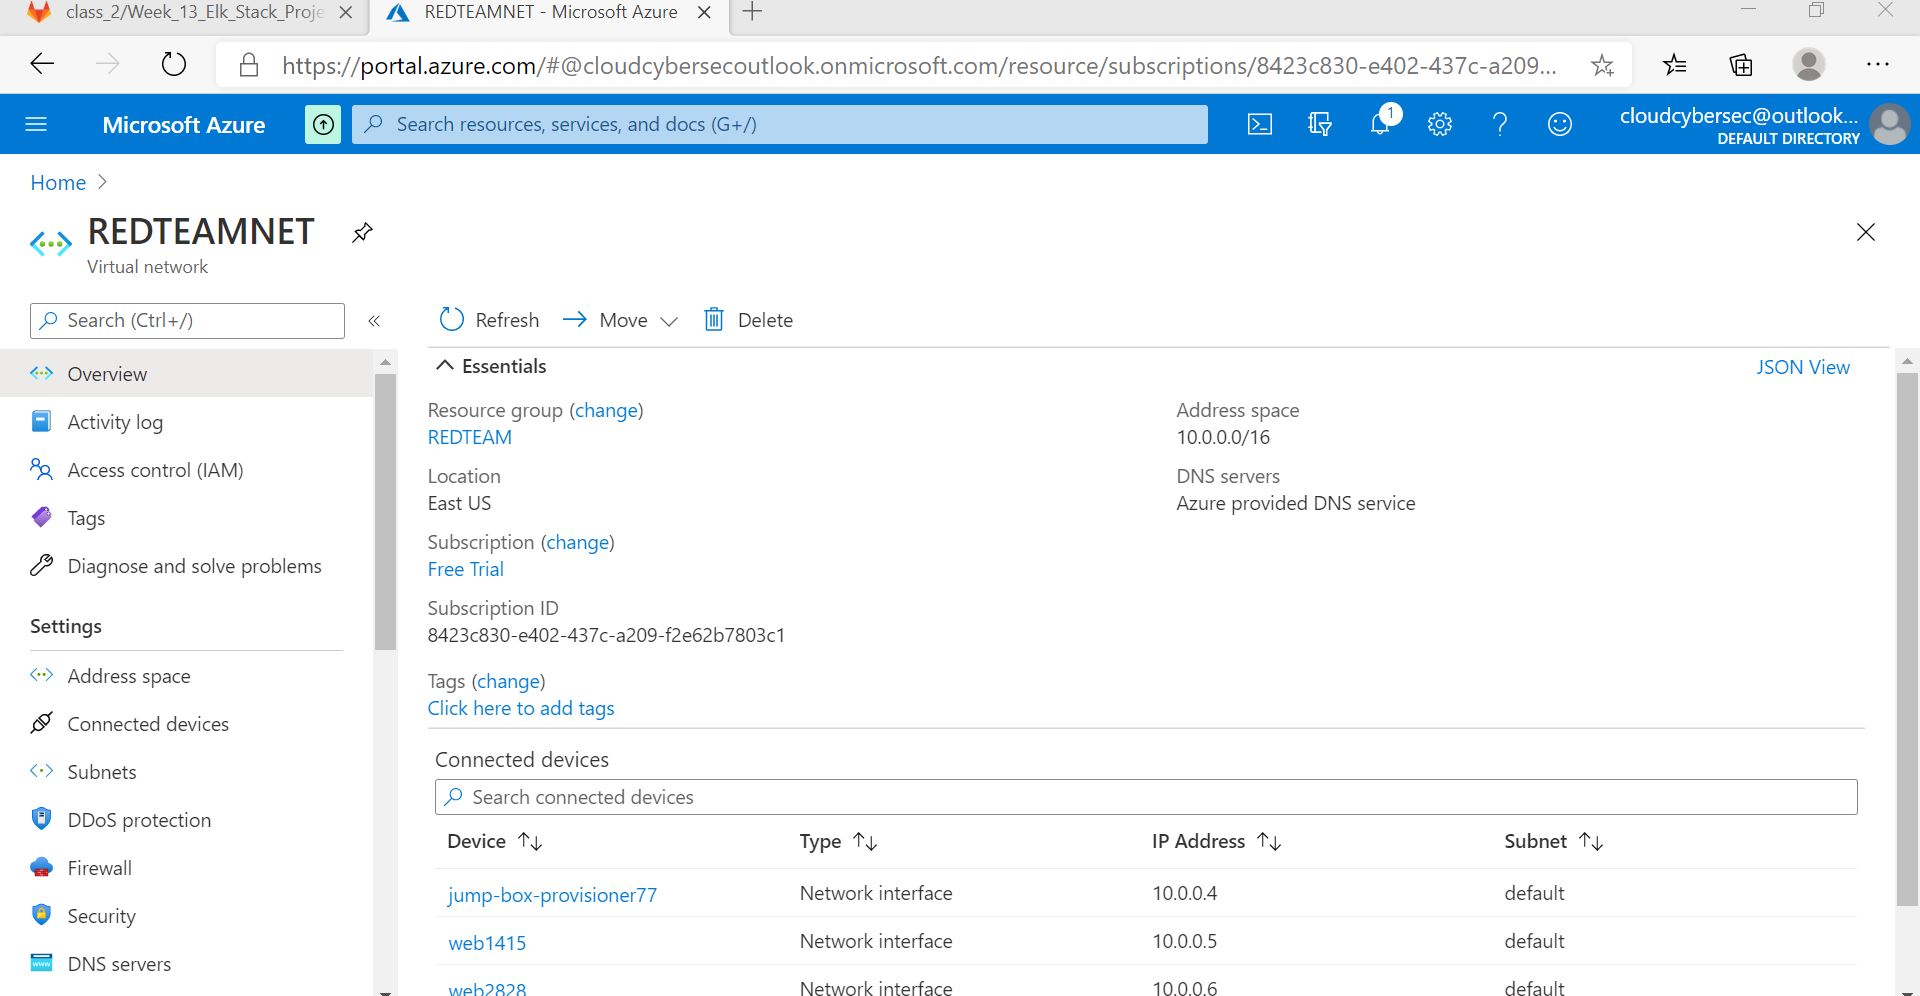 class_2/Week_13_Elk_Stack_Proje
REDTEAMNET - Microsoft Azure
https://portal.azure.com/#@cloudcybersecoutlook.onmicrosoft.com/resource/subscriptions/8423c830-e402-437c-a209...
Microsoft Azure
Search resources, services, and docs (G+/)
1
cloudcybersec@outlook...
DEFAULT DIRECTORY
Home
REDTEAMNET
Virtual network
Search (Ctrl+/)
«
Refresh
Move
Delete
Overview
Activity log
Access control (IAM)
Tags
Diagnose and solve problems
Settings
Address space
Connected devices
Subnets
DDoS protection
Firewall
Security
DNS servers
Essentials
JSON View
Resource group (change)
REDTEAM
Location
East US
Subscription (change)
Free Trial
Subscription ID
8423c830-e402-437c-a209-f2e62b7803c1
Address space
10.0.0.0/16
DNS servers
Azure provided DNS service
Tags (change)
Click here to add tags
Connected devices
Search connected devices
Device Type IP Address Subnet
jump-box-provisioner77 Network interface 10.0.0.4 default
web1415 Network interface 10.0.0.5 default
web2828 Network interface 10.0.0.6 default